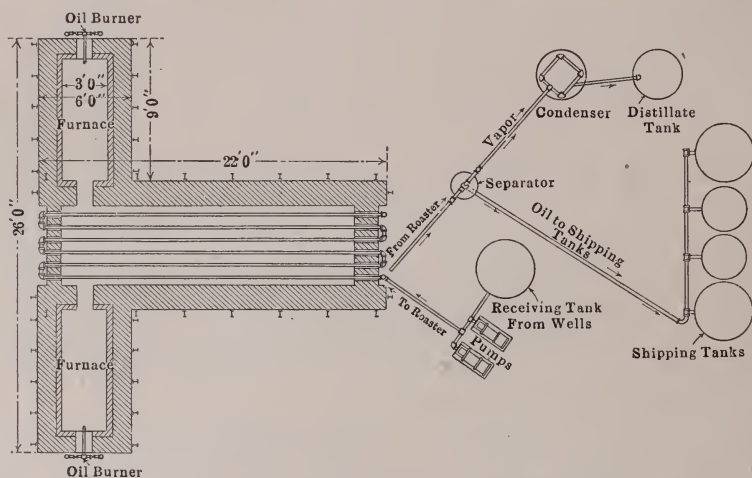 Oil Burner
3'0"
6'0"
Furnace
9'0"
22'0"
26'0"
Furnace
Oil Burner
From Roaster
To Roaster
Vapor
Condenser
Distillate
Tank
Separator
Oil to Shipping
Tanks
Receiving Tank
From Wells
Pumps
Shipping Tanks